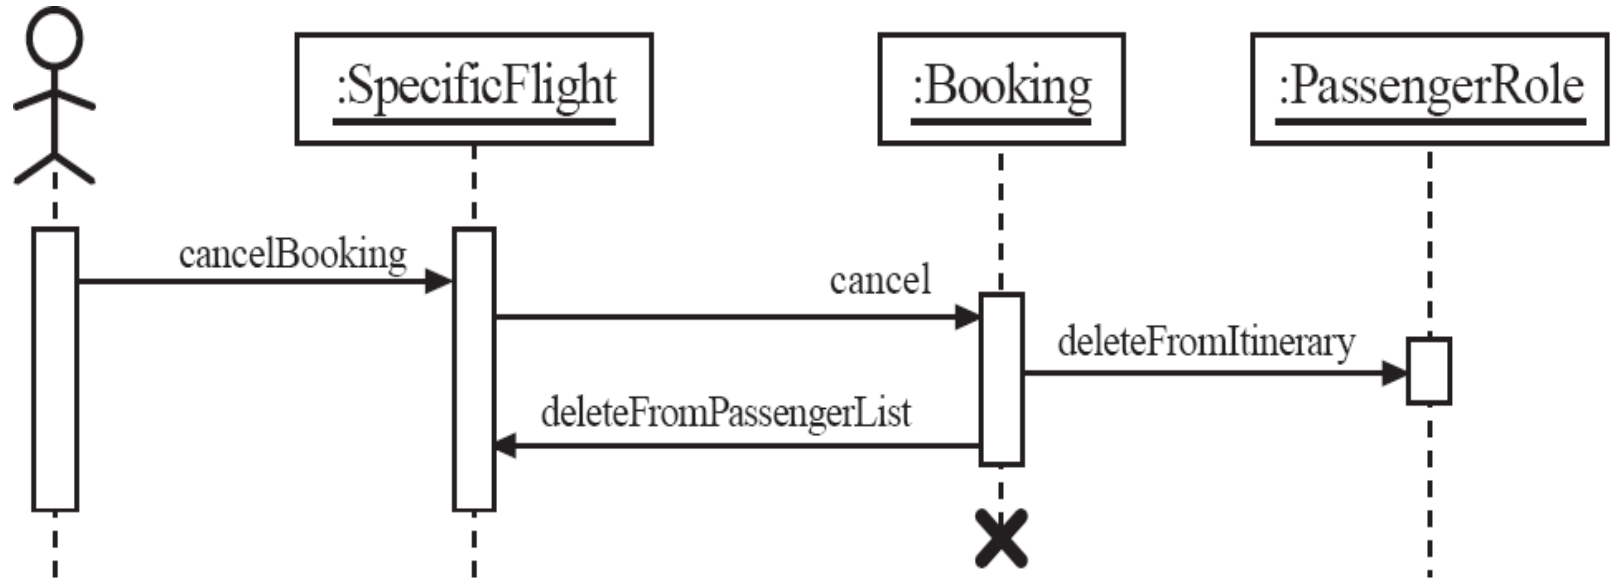 :SpecificFlight
:Booking
:PassengerRole
cancelBooking
cancel
deleteFromItinerary
deleteFromPassengerList